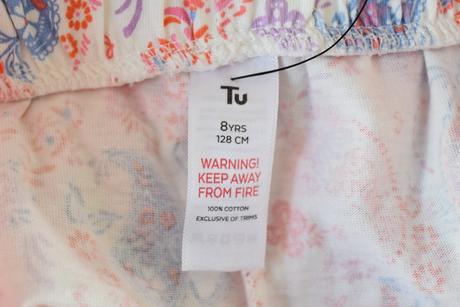 Tu
8YRS
128 CM
WARNING!
KEEP AWAY
FROM FIRE
100% COTTON
EXCLUSIVE OF TRIMS